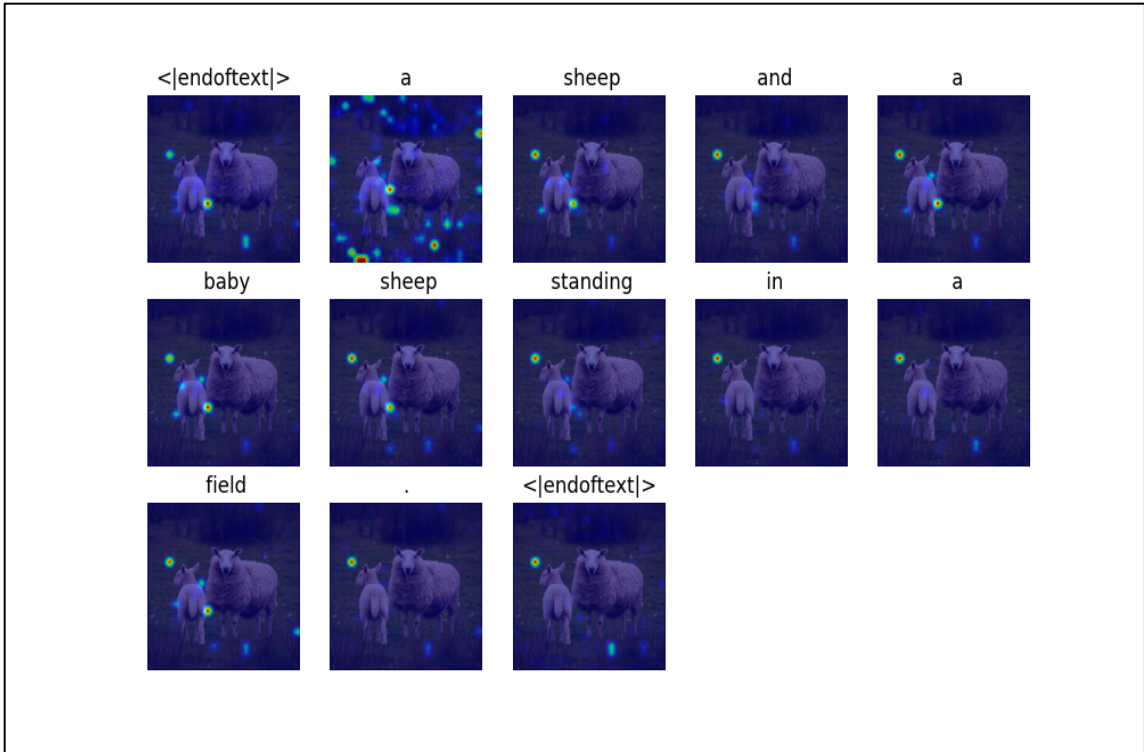 <|endoftext|> a sheep and a
baby sheep standing in a
field . <|endoftext|>